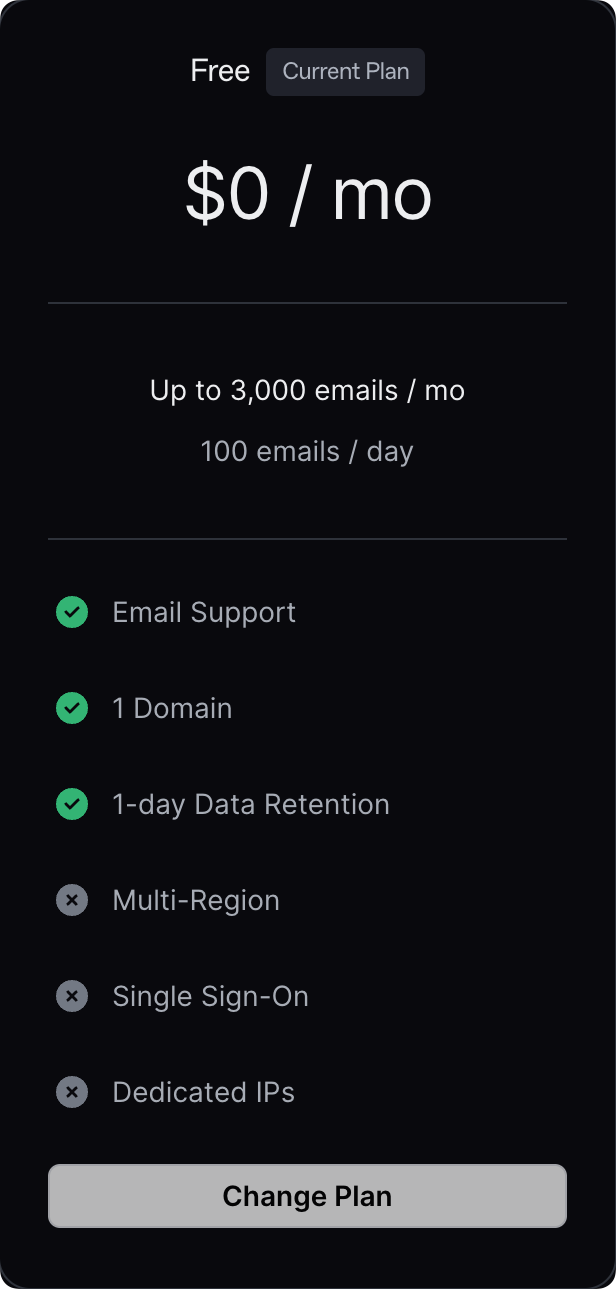 Free Current Plan
$0 / mo
Up to 3,000 emails / mo
100 emails / day
Email Support
1 Domain
1-day Data Retention
Multi-Region
Single Sign-On
Dedicated IPs
Change Plan